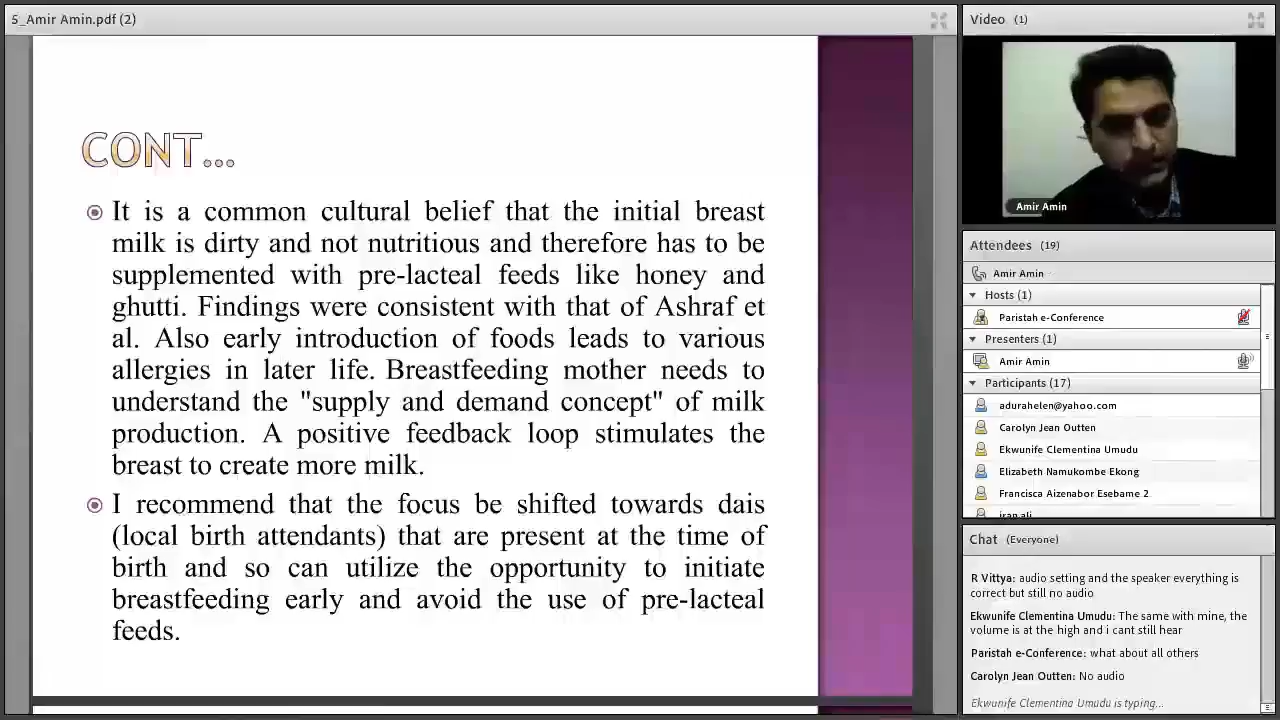 5_Amir Amin.pdf (2)
CONT...
It is a common cultural belief that the initial breast
milk is dirty and not nutritious and therefore has to be
supplemented with pre-lacteal feeds like honey and
ghutti. Findings were consistent with that of Ashraf et
al. Also early introduction of foods leads to various
allergies in later life. Breastfeeding mother needs to
understand the "supply and demand concept" of milk
production. A positive feedback loop stimulates the
breast to create more milk.
I recommend that the focus be shifted towards dais
(local birth attendants) that are present at the time of
birth and so can utilize the opportunity to initiate
breastfeeding early and avoid the use of pre-lacteal
feeds.
Video (1)
Amir Amin
Attendees (19)
Amir Amin
Hosts (1)
Paristah e-Conference
Presenters (1)
Amir Amin
Participants (17)
adurahelen@yahoo.com
Carolyn Jean Outten
Ekwunife Clementina Umudu
Elizabeth Namukombe Ekong
Francisca Aizenabor Esebame 2
Chat (Everyone)
R Vittya: audio setting and the speaker everything is
correct but still no audio
Ekwunife Clementina Umudu: The same with mine, the
volume is at the high and i cant still hear
Paristah e-Conference: what about all others
Carolyn Jean Outten: No audio
Ekwunife Clementina Umudu is typing...